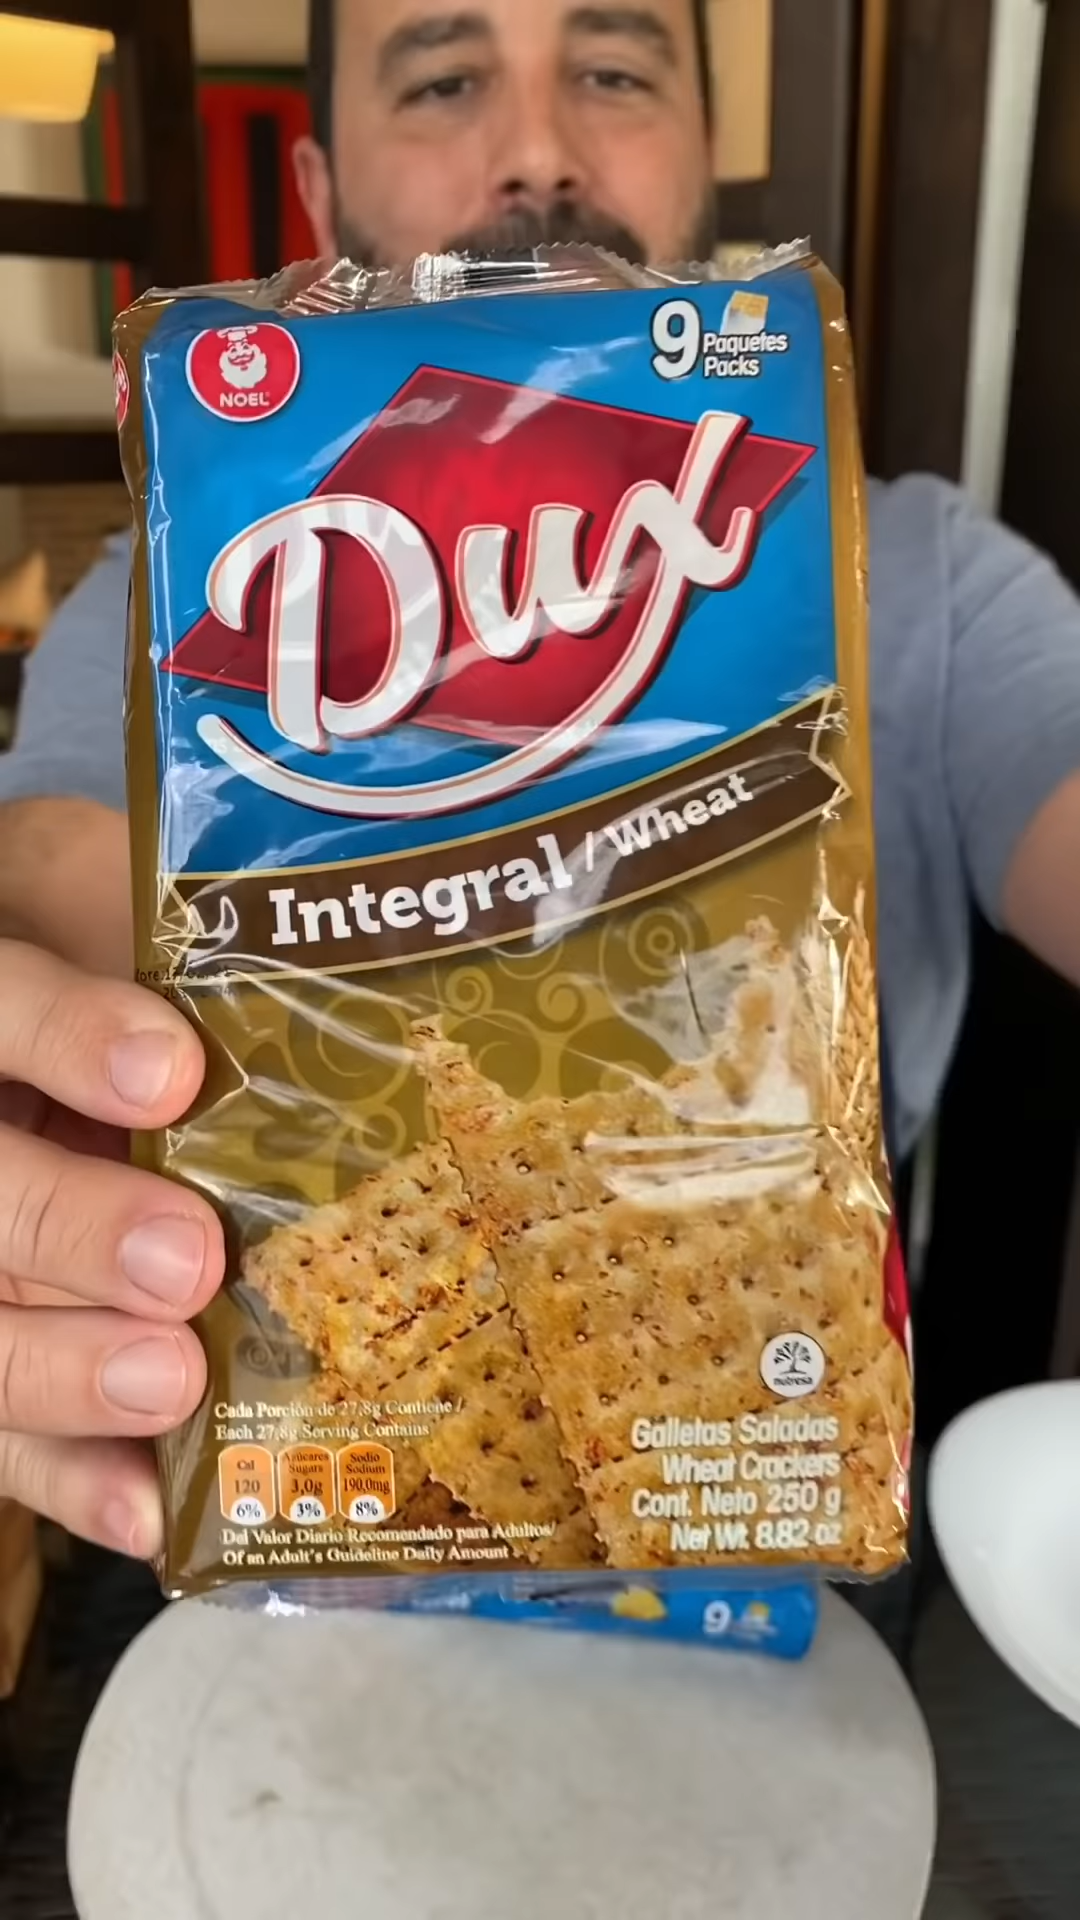 NOEL
9 Paquetes
Packs
Dux
Integral / Wheat
nutresa
Cada Porción de 27,8g Contiene /
Each 27,8g Serving Contains
Cal
120
6%
Azúcares
Sugars
3,0g
3%
Sodio
Sodium
190,0mg
8%
Del Valor Diario Recomendado para Adultos/
Of an Adult's Guideline Daily Amount
Galletas Saladas
Wheat Crackers
Cont. Neto 250 g
Net Wt. 8.82 oz
9